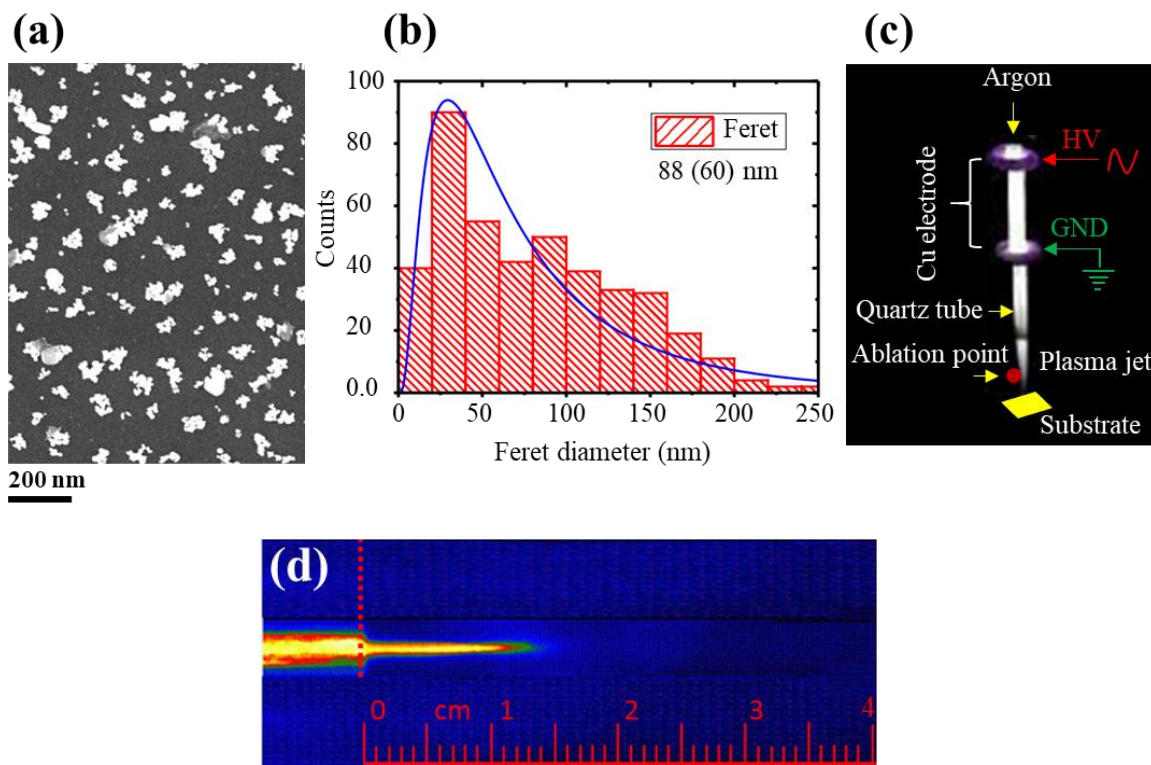 (a)
200 nm
(b)
100
80
60
40
20
0.0
Counts
Feret
88 (60) nm
0
50
100
150
200
250
Feret diameter (nm)
(c)
Argon
HV
Cu electrode
GND
Quartz tube
Ablation point
Plasma jet
Substrate
(d)
0 cm 1 2 3 4